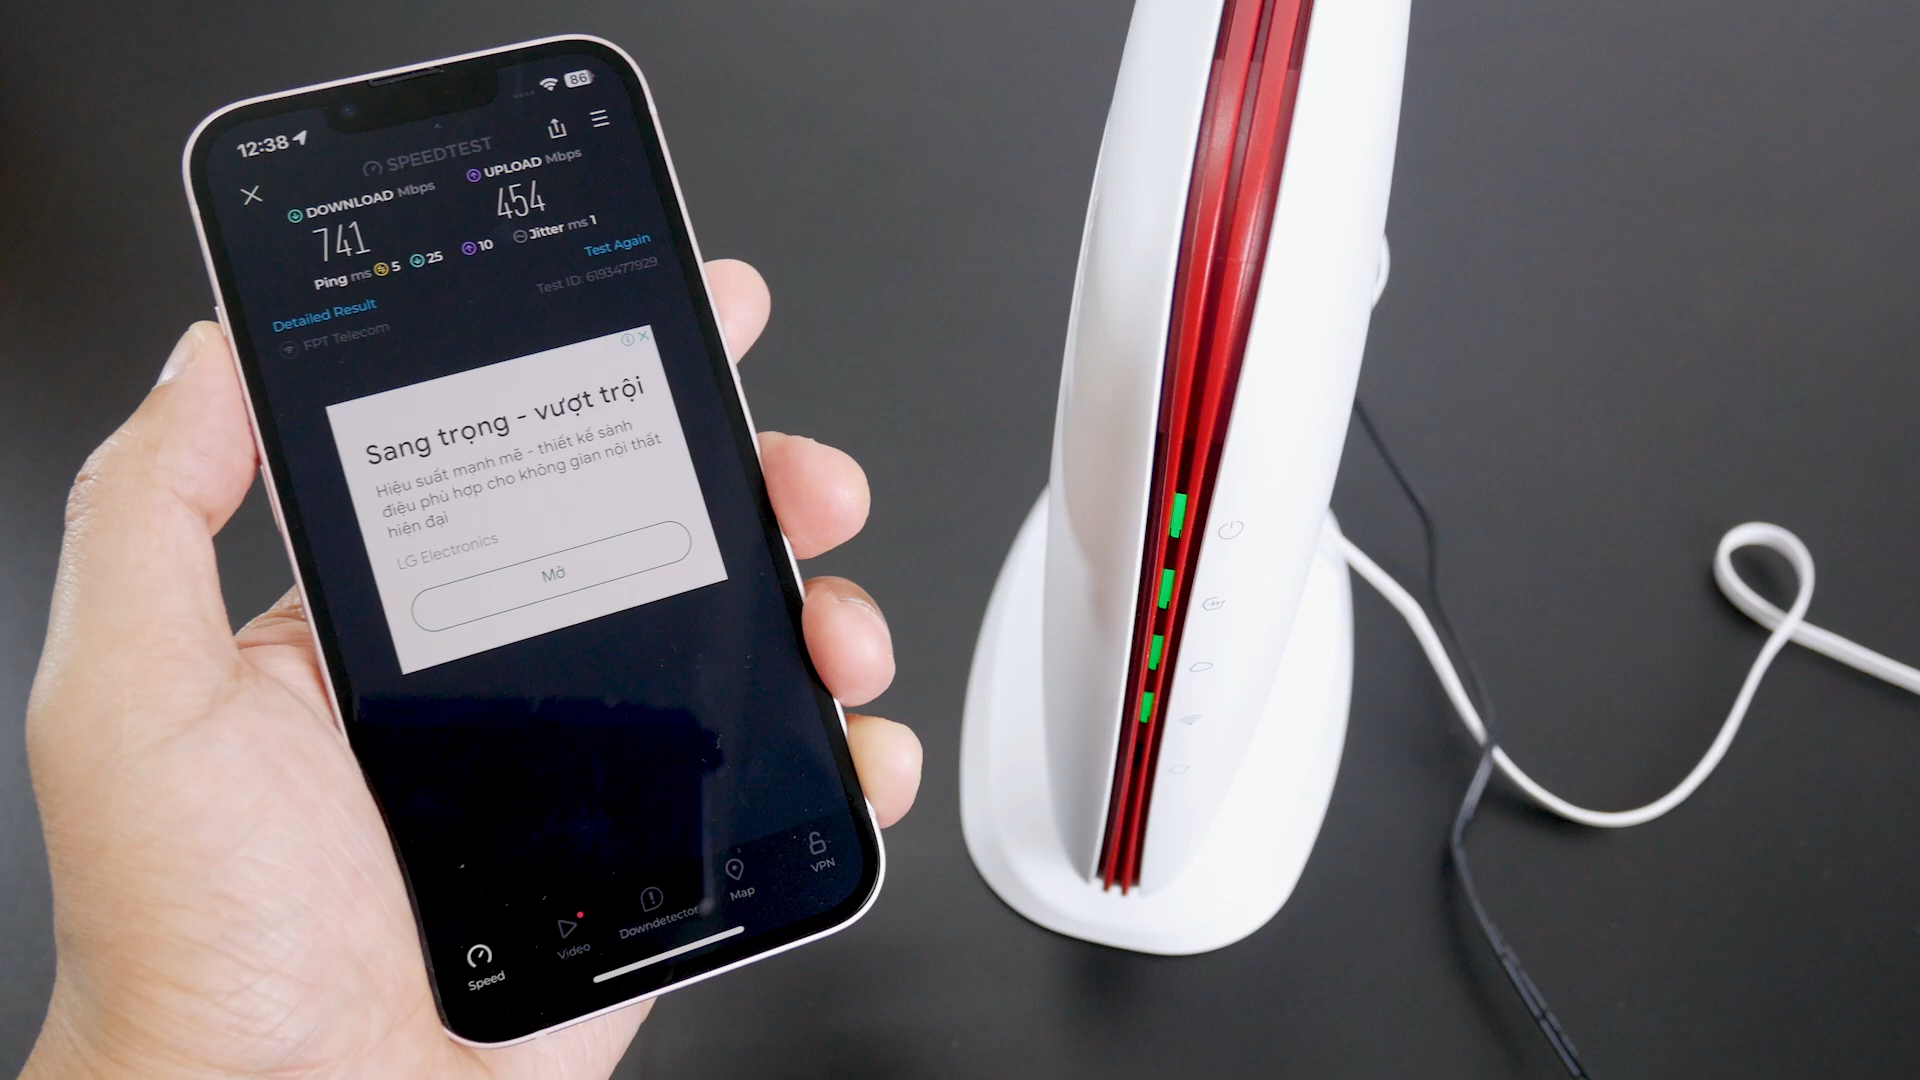 12:38
86
SPEEDTEST
DOWNLOAD Mbps
UPLOAD Mbps
741
454
Ping ms 5 25 10 Jitter ms 1
Test Again
Detailed Result
Test ID: 6193477929
FPT Telecom
Sang trọng - vượt trội
Hiệu suất mạnh mẽ - thiết kế sành
điệu phù hợp cho không gian nội thất
hiện đại
LG Electronics
Mở
Speed
Video
Downdetector
Map
VPN